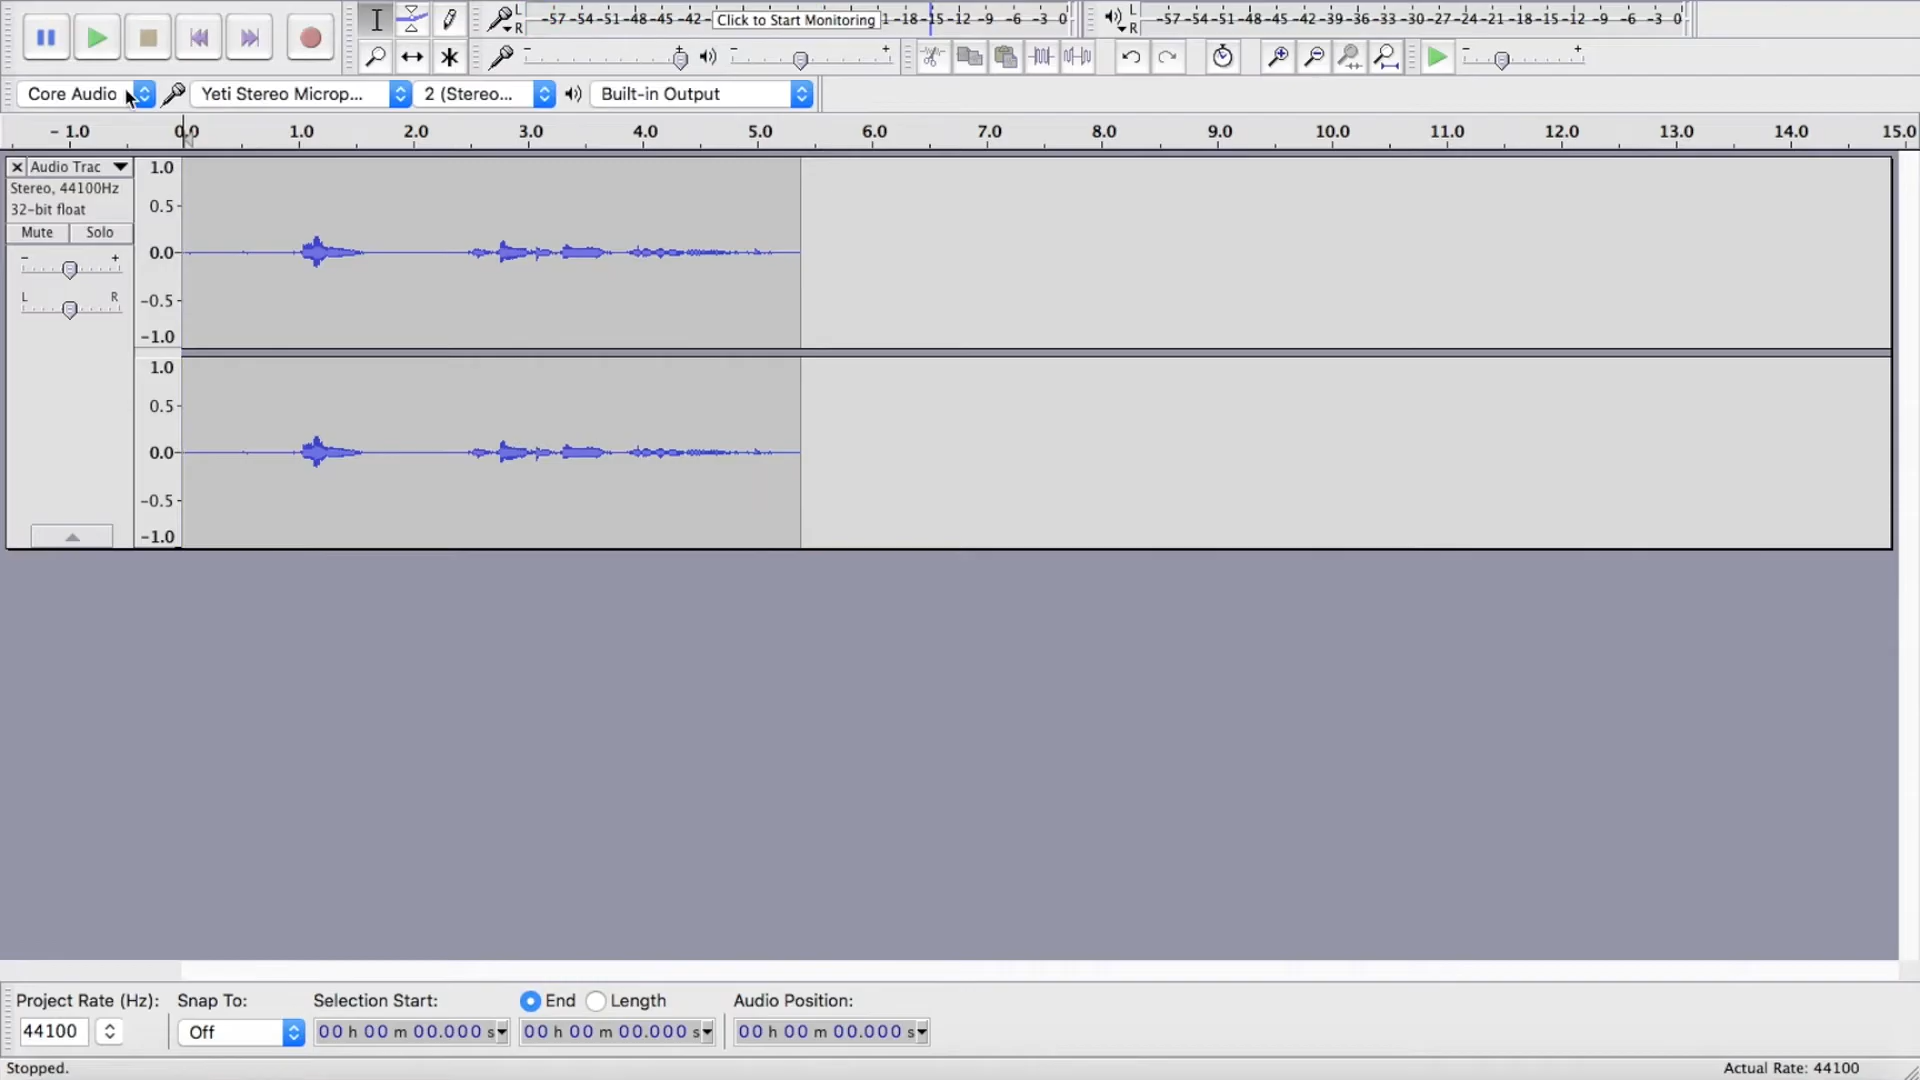 L
R
-57 -54 -51 -48 -45 -42 - Click to Start Monitoring 1 -18 -15 -12 -9 -6 -3 0
L
R
-57 -54 -51 -48 -45 -42 -39 -36 -33 -30 -27 -24 -21 -18 -15 -12 -9 -6 -3 0
- + - + - +
Core Audio Yeti Stereo Microp... 2 (Stereo... Built-in Output
- 1.0 0.0 1.0 2.0 3.0 4.0 5.0 6.0 7.0 8.0 9.0 10.0 11.0 12.0 13.0 14.0 15.0
× Audio Trac 1.0
Stereo, 44100Hz
32-bit float 0.5
Mute Solo
- + 0.0
L R -0.5
-1.0
1.0
0.5
0.0
-0.5
-1.0
Project Rate (Hz): Snap To: Selection Start: End Length Audio Position:
44100 Off 00 h 00 m 00.000 s 00 h 00 m 00.000 s 00 h 00 m 00.000 s
Stopped. Actual Rate: 44100